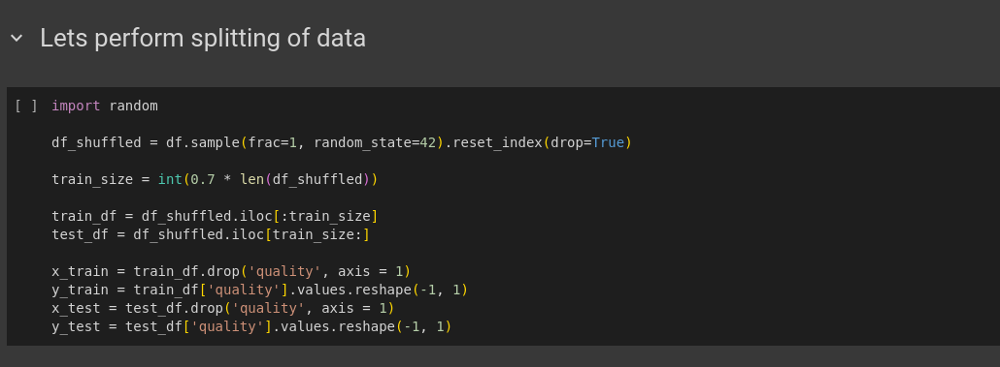 Lets perform splitting of data
[ ] import random
df_shuffled = df.sample(frac=1, random_state=42).reset_index(drop=True)
train_size = int(0.7 * len(df_shuffled))
train_df = df_shuffled.iloc[:train_size]
test_df = df_shuffled.iloc[train_size:]
x_train = train_df.drop('quality', axis = 1)
y_train = train_df['quality'].values.reshape(-1, 1)
x_test = test_df.drop('quality', axis = 1)
y_test = test_df['quality'].values.reshape(-1, 1)